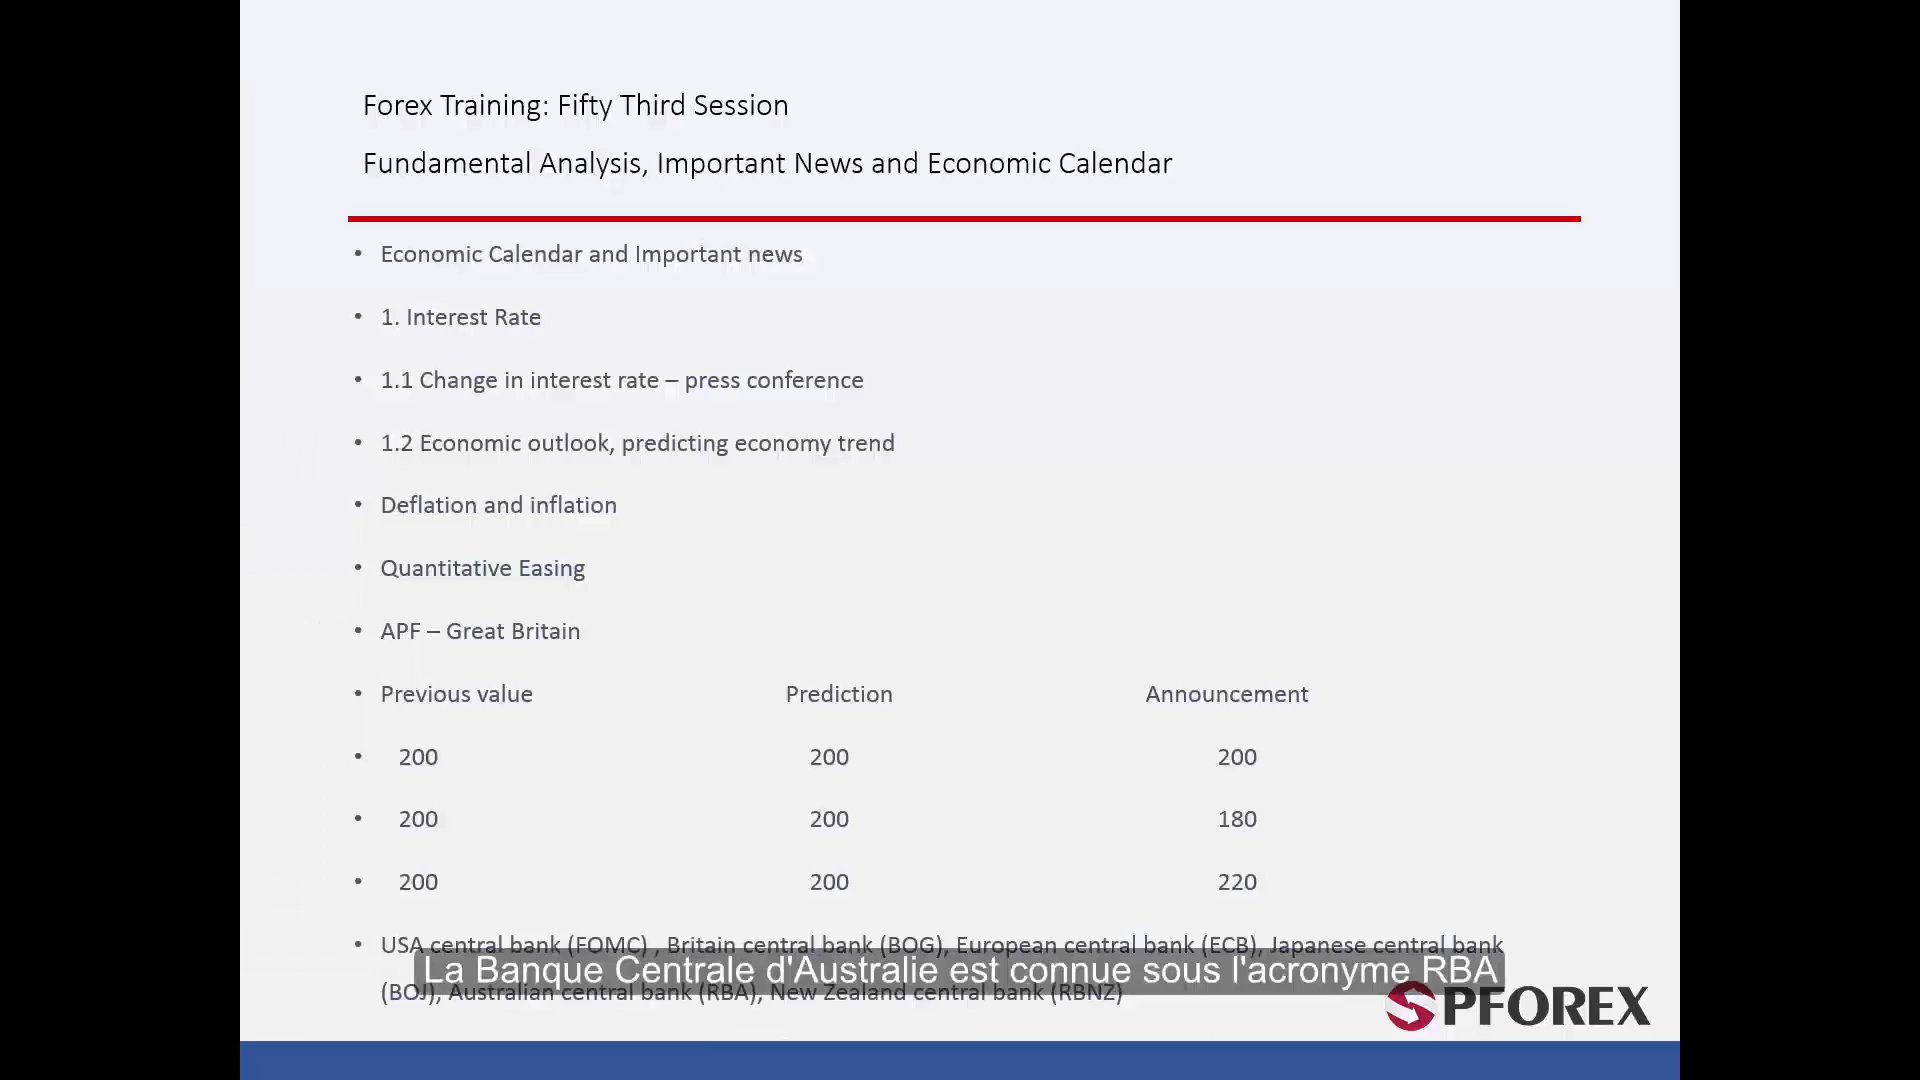 Forex Training: Fifty Third Session
Fundamental Analysis, Important News and Economic Calendar
• Economic Calendar and Important news
• 1. Interest Rate
• 1.1 Change in interest rate – press conference
• 1.2 Economic outlook, predicting economy trend
• Deflation and inflation
• Quantitative Easing
• APF – Great Britain
• Previous value Prediction Announcement
• 200 200 200
• 200 200 180
• 200 200 220
• USA central bank (FOMC) , Britain central bank (BOG), European central bank (ECB), Japanese central bank
La Banque Centrale d'Australie est connue sous l'acronyme RBA
(BOJ), Australian central bank (RBA), New Zealand central bank (RBNZ)
SPFOREX